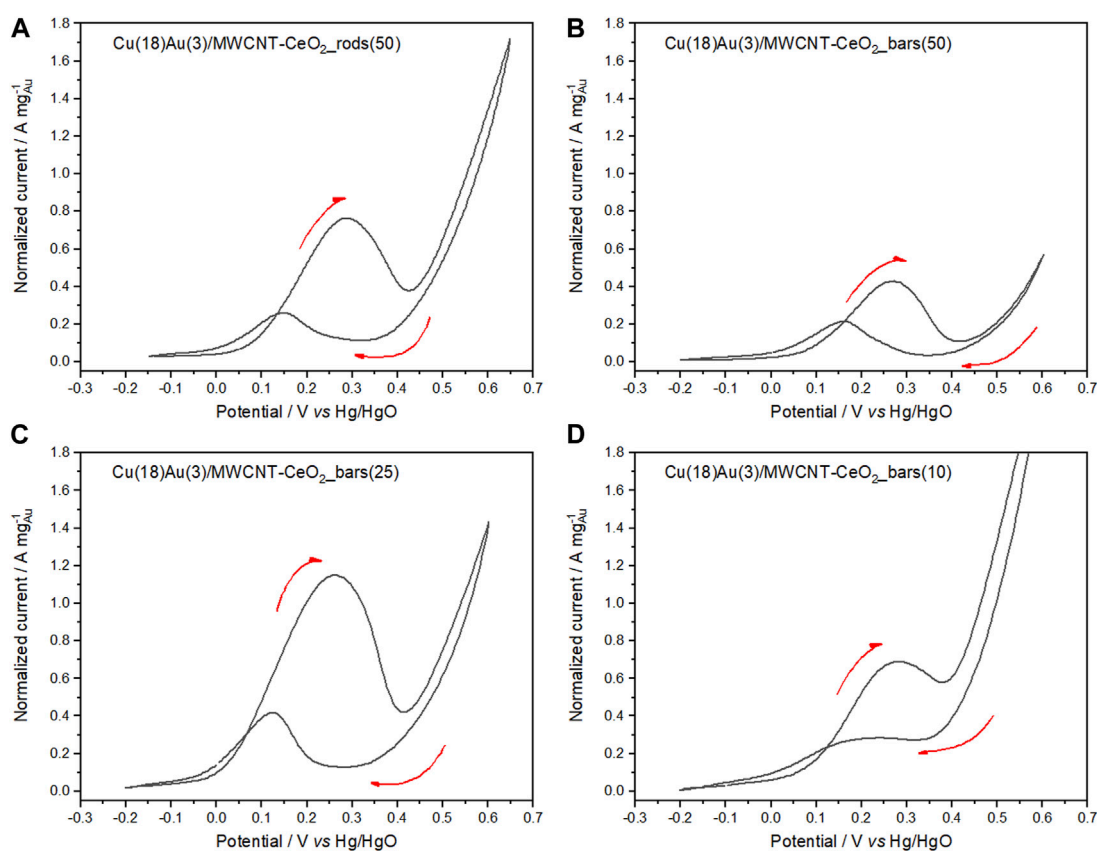 A
Cu(18)Au(3)/MWCNT-CeO₂_rods(50)
Normalized current / A mg⁻¹Au
1.8
1.6
1.4
1.2
1.0
0.8
0.6
0.4
0.2
0.0
-0.3 -0.2 -0.1 0.0 0.1 0.2 0.3 0.4 0.5 0.6 0.7
Potential / V vs Hg/HgO
B
Cu(18)Au(3)/MWCNT-CeO₂_bars(50)
Normalized current / A mg⁻¹Au
1.8
1.6
1.4
1.2
1.0
0.8
0.6
0.4
0.2
0.0
-0.3 -0.2 -0.1 0.0 0.1 0.2 0.3 0.4 0.5 0.6 0.7
Potential / V vs Hg/HgO
C
Cu(18)Au(3)/MWCNT-CeO₂_bars(25)
Normalized current / A mg⁻¹Au
1.8
1.6
1.4
1.2
1.0
0.8
0.6
0.4
0.2
0.0
-0.3 -0.2 -0.1 0.0 0.1 0.2 0.3 0.4 0.5 0.6 0.7
Potential / V vs Hg/HgO
D
Cu(18)Au(3)/MWCNT-CeO₂_bars(10)
Normalized current / A mg⁻¹Au
1.8
1.6
1.4
1.2
1.0
0.8
0.6
0.4
0.2
0.0
-0.3 -0.2 -0.1 0.0 0.1 0.2 0.3 0.4 0.5 0.6 0.7
Potential / V vs Hg/HgO